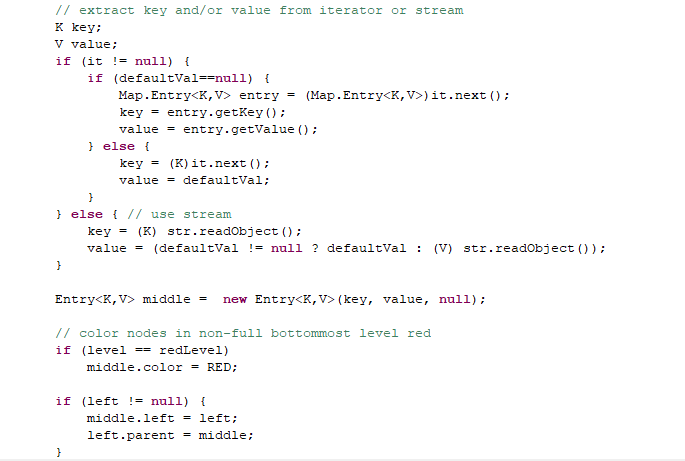 // extract key and/or value from iterator or stream
K key;
V value;
if (it != null) {
    if (defaultVal==null) {
        Map.Entry<K,V> entry = (Map.Entry<K,V>)it.next();
        key = entry.getKey();
        value = entry.getValue();
    } else {
        key = (K)it.next();
        value = defaultVal;
    }
} else { // use stream
    key = (K) str.readObject();
    value = (defaultVal != null ? defaultVal : (V) str.readObject());
}

Entry<K,V> middle =  new Entry<K,V>(key, value, null);

// color nodes in non-full bottommost level red
if (level == redLevel)
    middle.color = RED;

if (left != null) {
    middle.left = left;
    left.parent = middle;
}